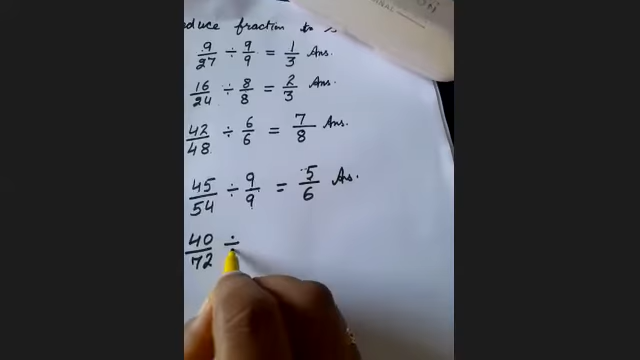 duce fraction to
9/27 ÷ 9/9 = 1/3 Ans.
16/24 ÷ 8/8 = 2/3 Ans.
42/48 ÷ 6/6 = 7/8 Ans.
45/54 ÷ 9/9 = 5/6 As.
40/72 ÷